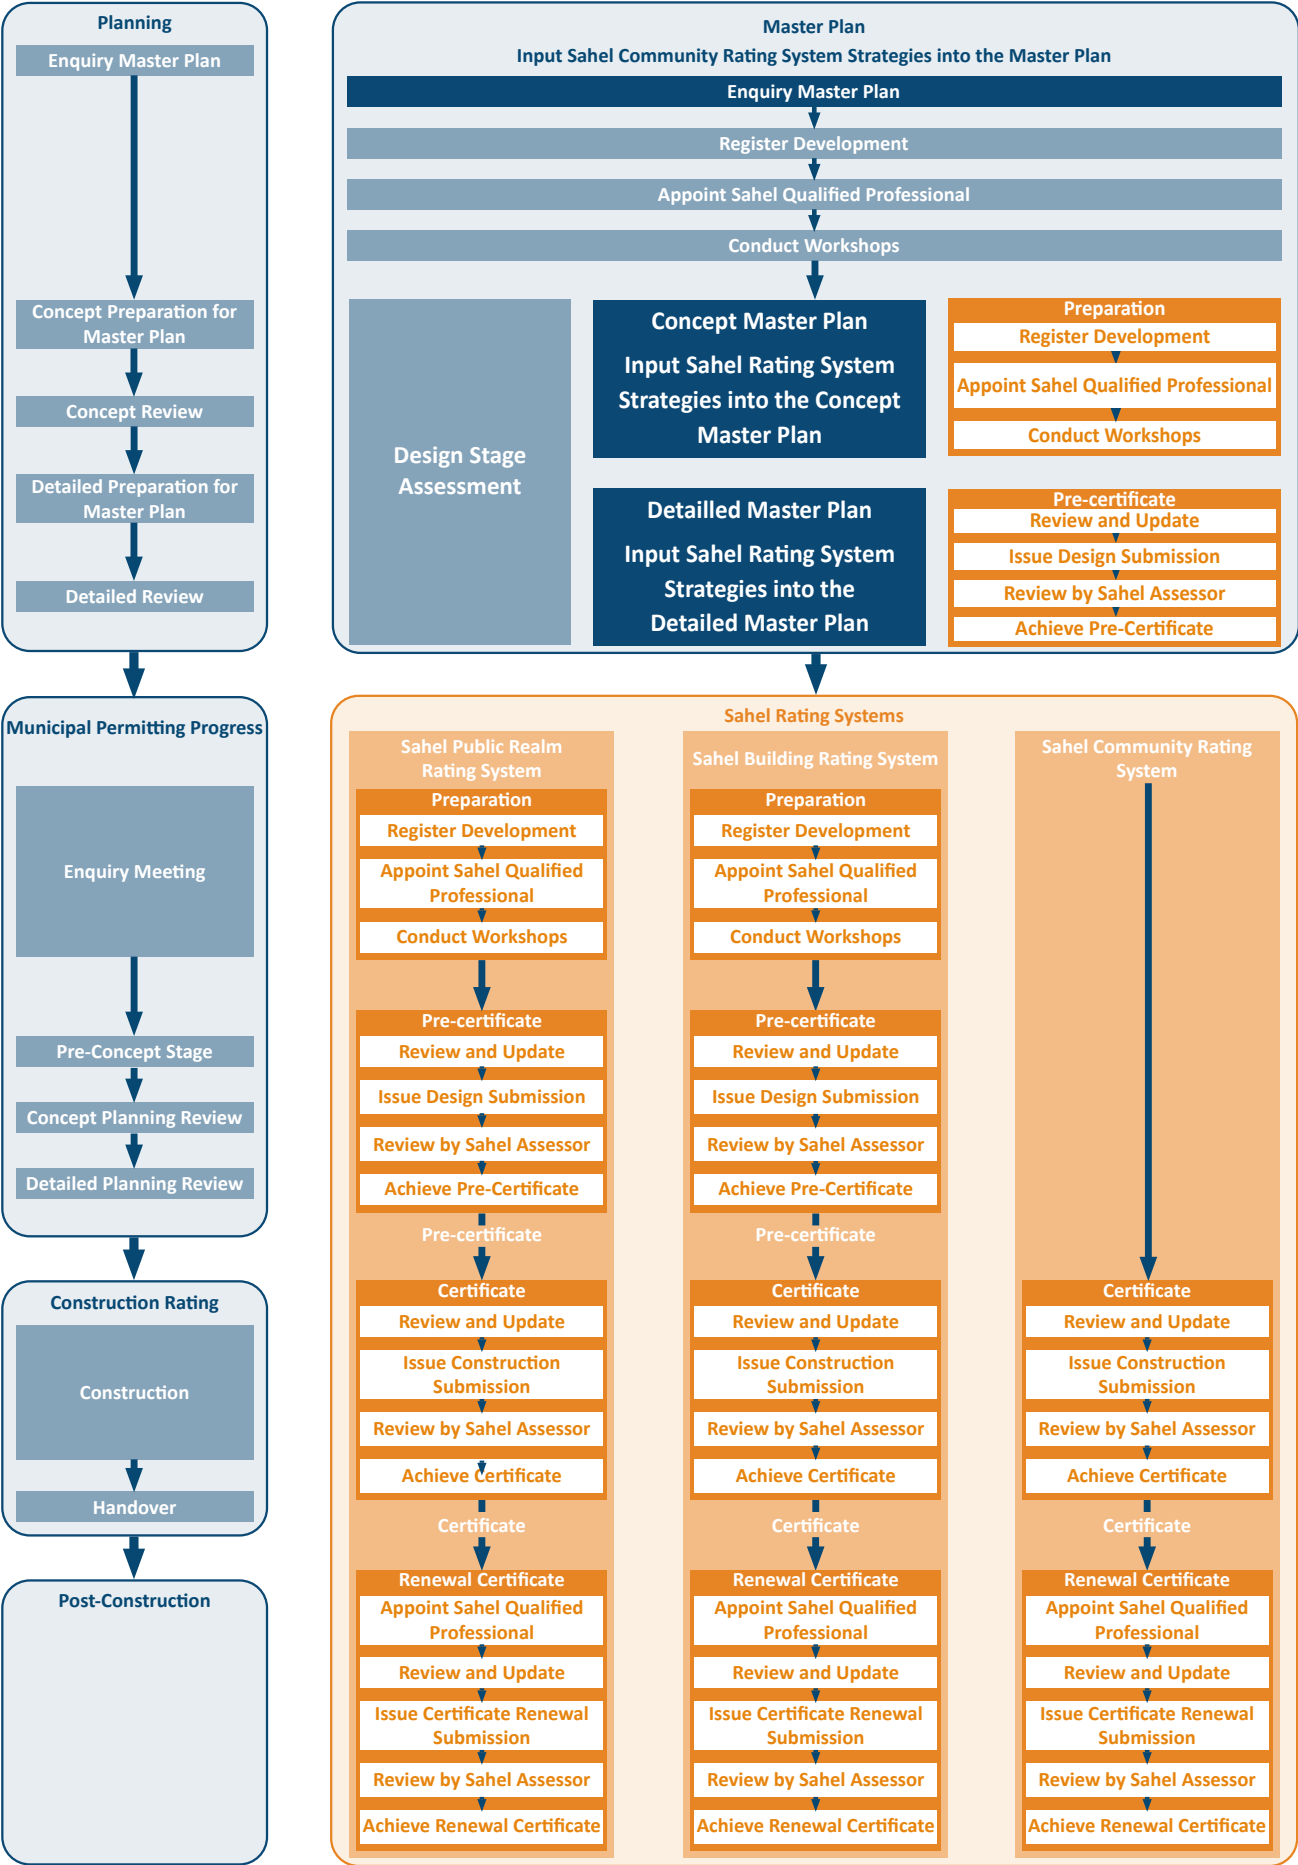 Planning
Enquiry Master Plan
Concept Preparation for
Master Plan
Concept Review
Detailed Preparation for
Master Plan
Detailed Review
Master Plan
Input Sahel Community Rating System Strategies into the Master Plan
Enquiry Master Plan
Register Development
Appoint Sahel Qualified Professional
Conduct Workshops
Design Stage
Assessment
Concept Master Plan
Input Sahel Rating System
Strategies into the Concept
Master Plan
Preparation
Register Development
Appoint Sahel Qualified Professional
Conduct Workshops
Detailled Master Plan
Input Sahel Rating System
Strategies into the
Detailed Master Plan
Pre-certificate
Review and Update
Issue Design Submission
Review by Sahel Assessor
Achieve Pre-Certificate
Municipal Permitting Progress
Enquiry Meeting
Pre-Concept Stage
Concept Planning Review
Detailed Planning Review
Construction Rating
Construction
Handover
Post-Construction
Sahel Rating Systems
Sahel Public Realm
Rating System
Preparation
Register Development
Appoint Sahel Qualified
Professional
Conduct Workshops
Pre-certificate
Review and Update
Issue Design Submission
Review by Sahel Assessor
Achieve Pre-Certificate
Pre-certificate
Certificate
Review and Update
Issue Construction
Submission
Review by Sahel Assessor
Achieve Certificate
Certificate
Renewal Certificate
Appoint Sahel Qualified
Professional
Review and Update
Issue Certificate Renewal
Submission
Review by Sahel Assessor
Achieve Renewal Certificate
Sahel Building Rating System
Preparation
Register Development
Appoint Sahel Qualified
Professional
Conduct Workshops
Pre-certificate
Review and Update
Issue Design Submission
Review by Sahel Assessor
Achieve Pre-Certificate
Pre-certificate
Certificate
Review and Update
Issue Construction
Submission
Review by Sahel Assessor
Achieve Certificate
Certificate
Renewal Certificate
Appoint Sahel Qualified
Professional
Review and Update
Issue Certificate Renewal
Submission
Review by Sahel Assessor
Achieve Renewal Certificate
Sahel Community Rating
System
Certificate
Review and Update
Issue Construction
Submission
Review by Sahel Assessor
Achieve Certificate
Certificate
Renewal Certificate
Appoint Sahel Qualified
Professional
Review and Update
Issue Certificate Renewal
Submission
Review by Sahel Assessor
Achieve Renewal Certificate